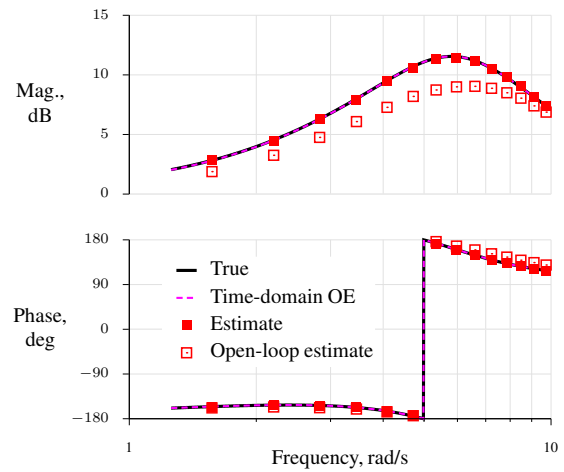 15
10
5
0
Mag.,
dB
180
90
0
−90
−180
Phase,
deg
True
Time-domain OE
Estimate
Open-loop estimate
1
10
Frequency, rad/s